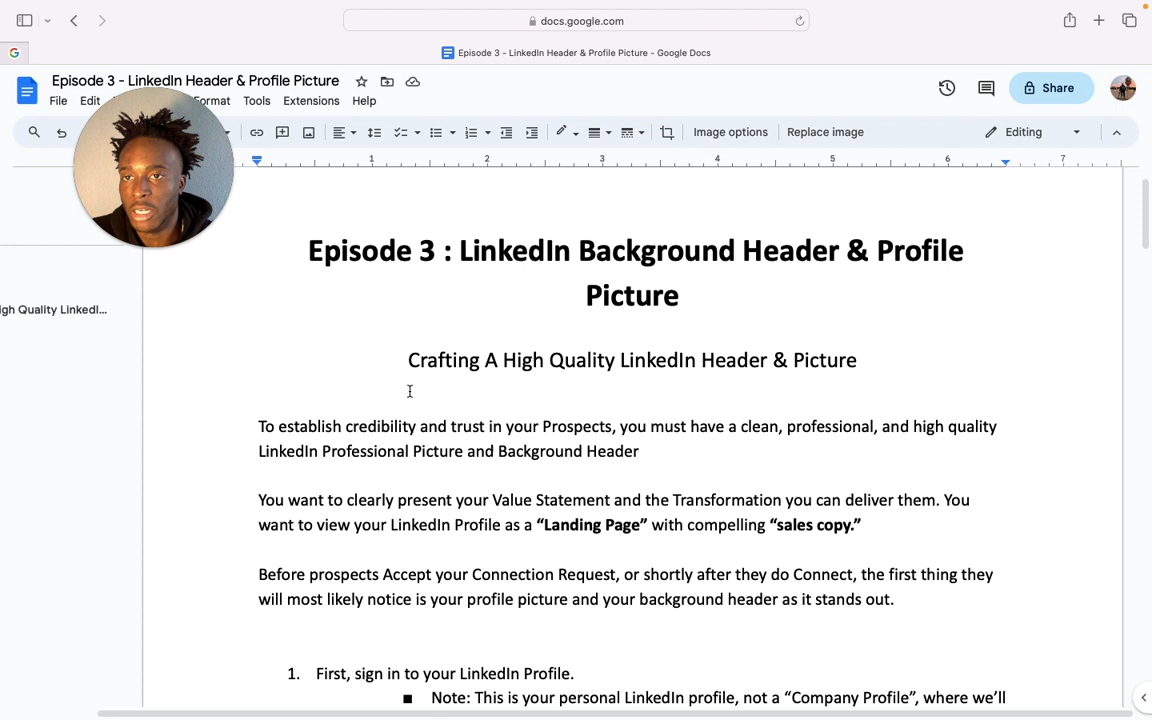 docs.google.com
Episode 3 - LinkedIn Header & Profile Picture - Google Docs
Episode 3 - LinkedIn Header & Profile Picture
File Edit Format Tools Extensions Help
Share
Image options Replace image Editing
1 2 3 4 5 6 7
Episode 3 : LinkedIn Background Header & Profile
Picture
igh Quality LinkedI...
Crafting A High Quality LinkedIn Header & Picture
To establish credibility and trust in your Prospects, you must have a clean, professional, and high quality
LinkedIn Professional Picture and Background Header
You want to clearly present your Value Statement and the Transformation you can deliver them. You
want to view your LinkedIn Profile as a “Landing Page” with compelling “sales copy.”
Before prospects Accept your Connection Request, or shortly after they do Connect, the first thing they
will most likely notice is your profile picture and your background header as it stands out.
1. First, sign in to your LinkedIn Profile.
■ Note: This is your personal LinkedIn profile, not a “Company Profile”, where we’ll